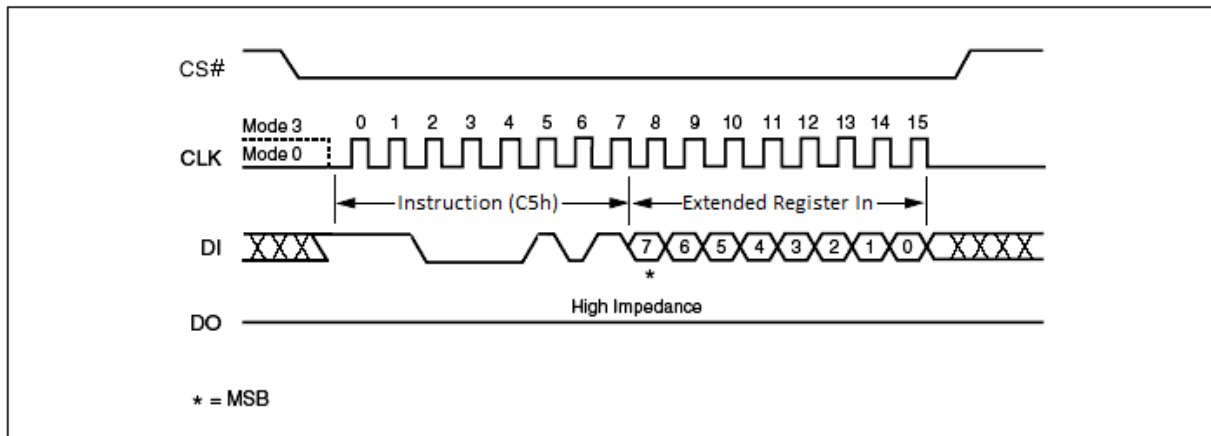 CS#
Mode 3
0 1 2 3 4 5 6 7 8 9 10 11 12 13 14 15
CLK
Mode 0
Instruction (C5h) Extended Register In
DI
7 6 5 4 3 2 1 0
*
High Impedance
DO
* = MSB